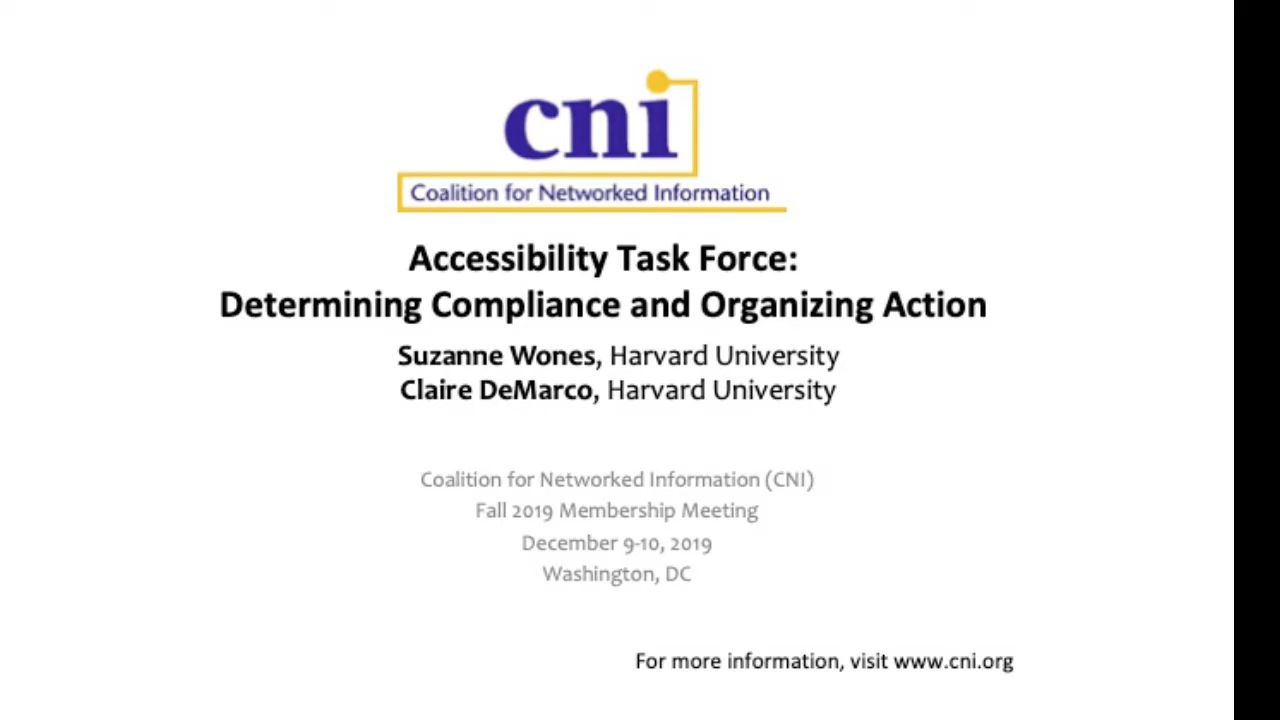 cni
Coalition for Networked Information
Accessibility Task Force:
Determining Compliance and Organizing Action
Suzanne Wones, Harvard University
Claire DeMarco, Harvard University
Coalition for Networked Information (CNI)
Fall 2019 Membership Meeting
December 9-10, 2019
Washington, DC
For more information, visit www.cni.org